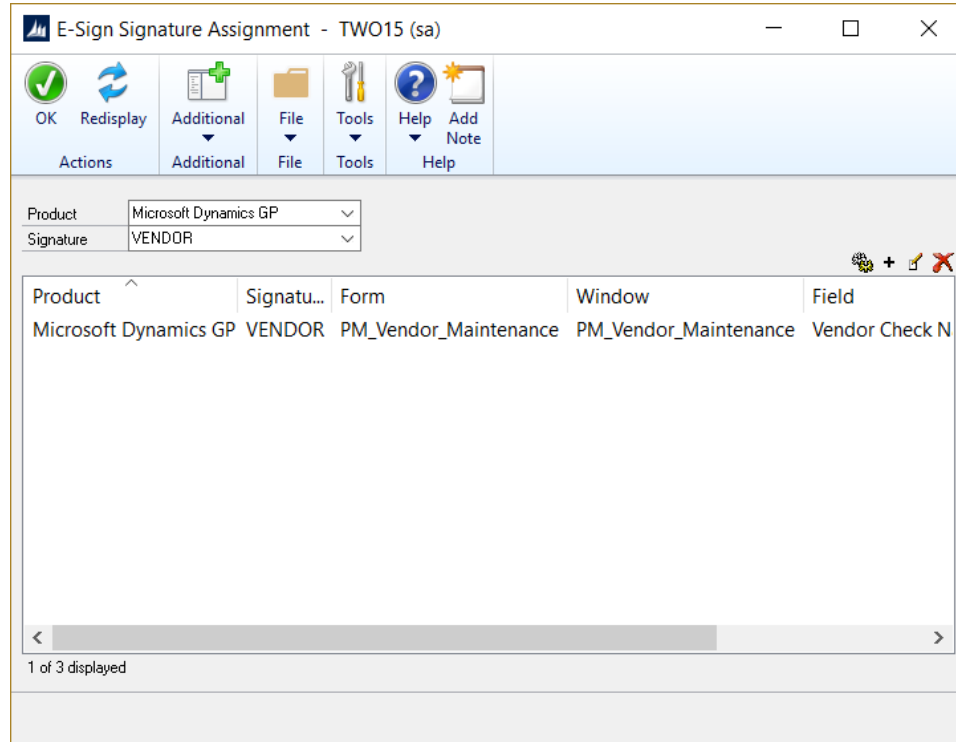 E-Sign Signature Assignment - TWO15 (sa)
OK Redisplay Additional File Tools Help Add Note
Actions Additional File Tools Help
Product Microsoft Dynamics GP
Signature VENDOR
Product Signatu... Form Window Field
Microsoft Dynamics GP VENDOR PM_Vendor_Maintenance PM_Vendor_Maintenance Vendor Check N
1 of 3 displayed